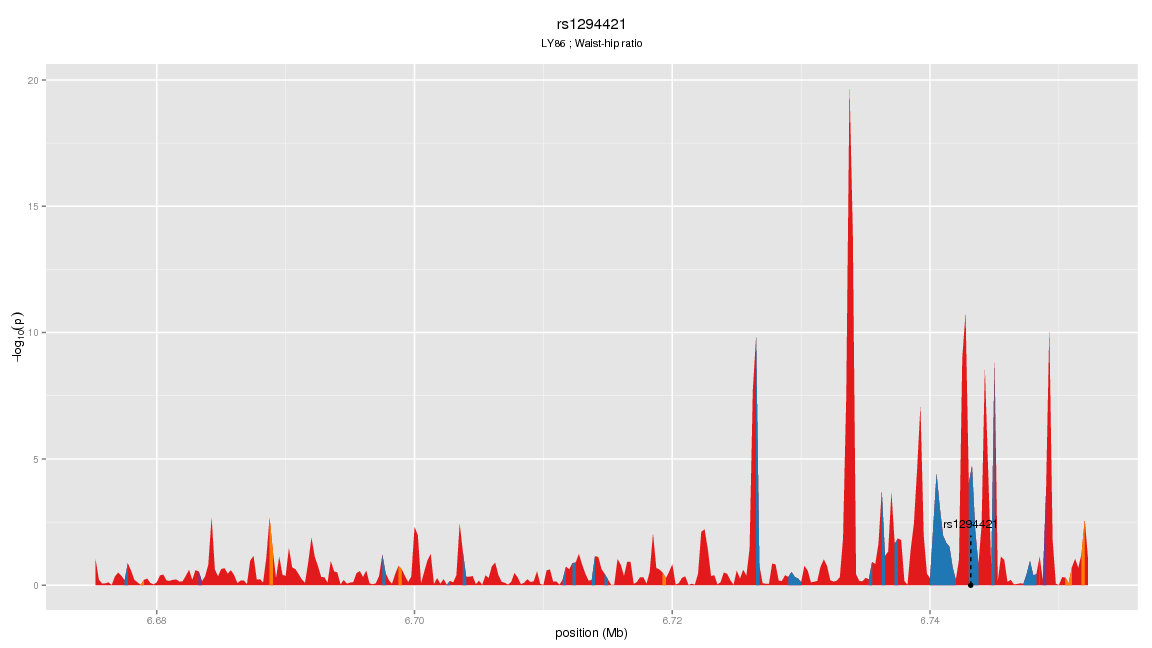 rs1294421
LY86 ; Waist-hip ratio
20
15
10
5
0
−log10(p)
rs1294421
6.68
6.70
6.72
6.74
position (Mb)